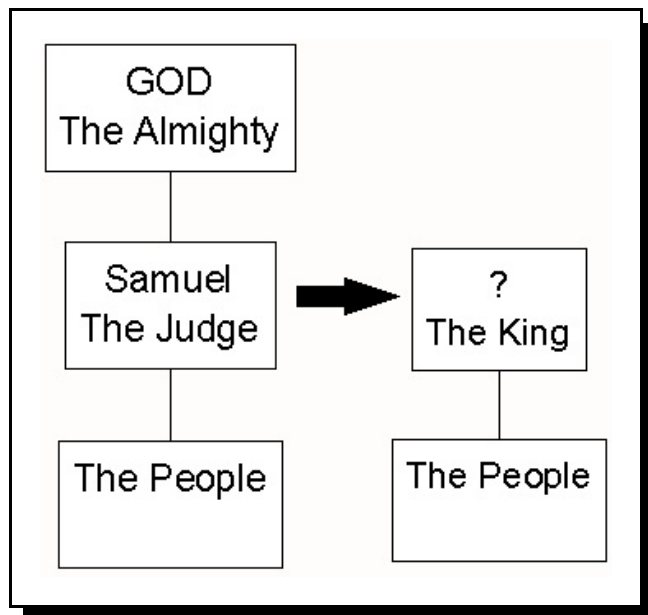 GOD
The Almighty
Samuel
The Judge
The People
?
The King
The People